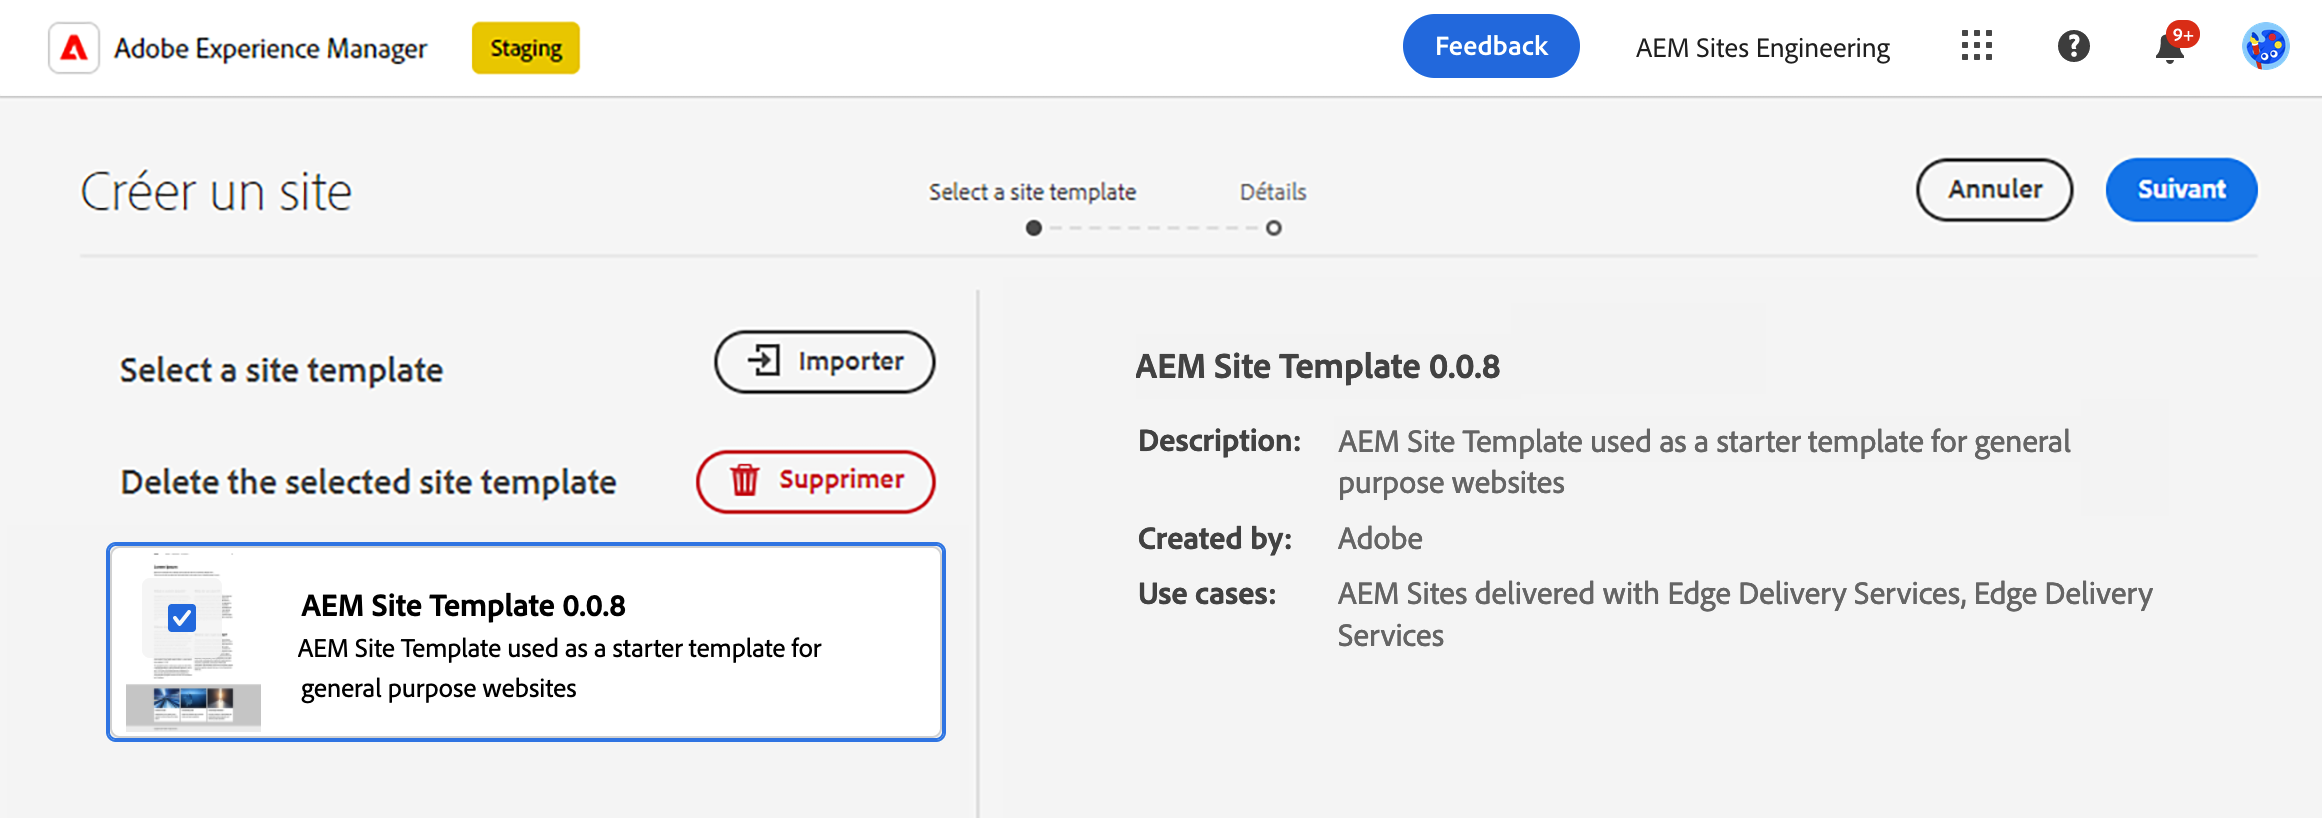 Adobe Experience Manager
Staging
Feedback
AEM Sites Engineering
9+
Créer un site
Select a site template
Détails
Annuler
Suivant
Select a site template
Importer
Delete the selected site template
Supprimer
AEM Site Template 0.0.8
AEM Site Template used as a starter template for
general purpose websites
AEM Site Template 0.0.8
Description: AEM Site Template used as a starter template for general
purpose websites
Created by: Adobe
Use cases: AEM Sites delivered with Edge Delivery Services, Edge Delivery
Services